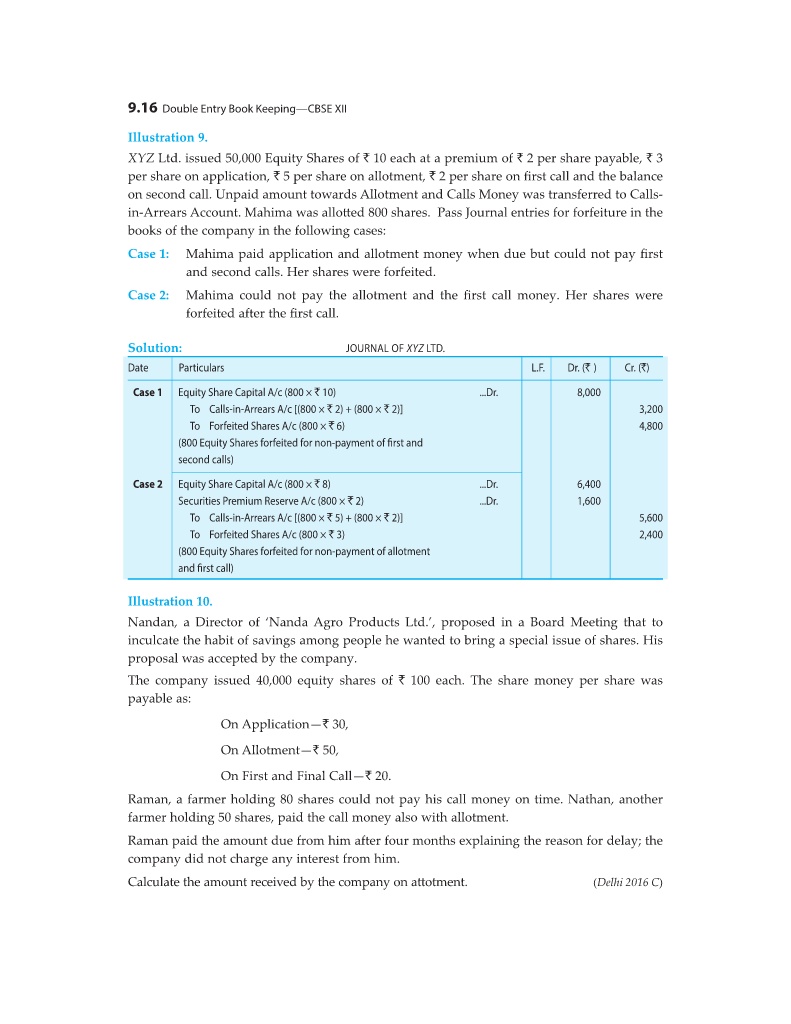 9.16 Double Entry Book Keeping—CBSE XII
Illustration 9.
XYZ Ltd. issued 50,000 Equity Shares of ₹ 10 each at a premium of ₹ 2 per share payable, ₹ 3
per share on application, ₹ 5 per share on allotment, ₹ 2 per share on first call and the balance
on second call. Unpaid amount towards Allotment and Calls Money was transferred to Calls-
in-Arrears Account. Mahima was allotted 800 shares. Pass Journal entries for forfeiture in the
books of the company in the following cases:
Case 1: Mahima paid application and allotment money when due but could not pay first
and second calls. Her shares were forfeited.
Case 2: Mahima could not pay the allotment and the first call money. Her shares were
forfeited after the first call.
Solution: JOURNAL OF XYZ LTD.
Date Particulars L.F. Dr. (₹ ) Cr. (₹)
Case 1 Equity Share Capital A/c (800 × ₹ 10) ...Dr. 8,000
To Calls-in-Arrears A/c [(800 × ₹ 2) + (800 × ₹ 2)] 3,200
To Forfeited Shares A/c (800 × ₹ 6) 4,800
(800 Equity Shares forfeited for non-payment of first and
second calls)
Case 2 Equity Share Capital A/c (800 × ₹ 8) ...Dr. 6,400
Securities Premium Reserve A/c (800 × ₹ 2) ...Dr. 1,600
To Calls-in-Arrears A/c [(800 × ₹ 5) + (800 × ₹ 2)] 5,600
To Forfeited Shares A/c (800 × ₹ 3) 2,400
(800 Equity Shares forfeited for non-payment of allotment
and first call)
Illustration 10.
Nandan, a Director of ‘Nanda Agro Products Ltd.’, proposed in a Board Meeting that to
inculcate the habit of savings among people he wanted to bring a special issue of shares. His
proposal was accepted by the company.
The company issued 40,000 equity shares of ₹ 100 each. The share money per share was
payable as:
On Application—₹ 30,
On Allotment—₹ 50,
On First and Final Call—₹ 20.
Raman, a farmer holding 80 shares could not pay his call money on time. Nathan, another
farmer holding 50 shares, paid the call money also with allotment.
Raman paid the amount due from him after four months explaining the reason for delay; the
company did not charge any interest from him.
Calculate the amount received by the company on attotment. (Delhi 2016 C)